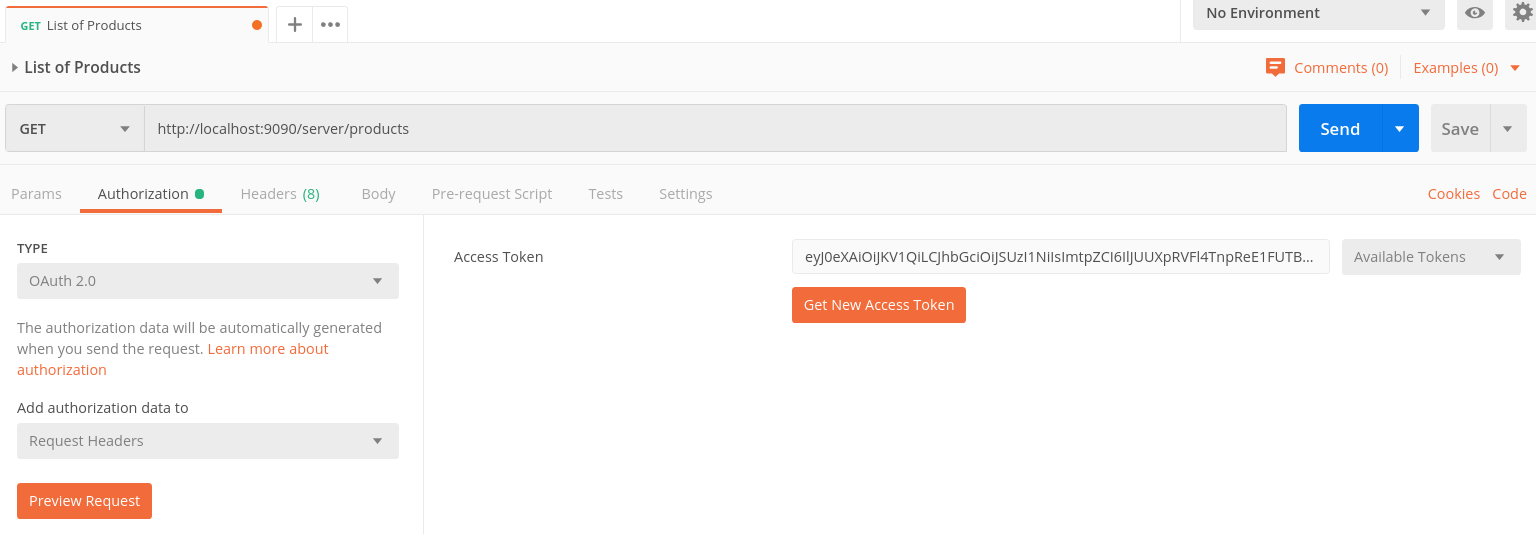 GET List of Products
No Environment
List of Products
Comments (0)
Examples (0)
GET
http://localhost:9090/server/products
Send
Save
Params
Authorization
Headers (8)
Body
Pre-request Script
Tests
Settings
Cookies
Code
TYPE
OAuth 2.0
The authorization data will be automatically generated
when you send the request. Learn more about
authorization
Add authorization data to
Request Headers
Preview Request
Access Token
eyJ0eXAiOiJKV1QiLCJhbGciOiJSUzI1NiIsImtpZCI6IlJUUXpRVFl4TnpReE1FUTB...
Available Tokens
Get New Access Token